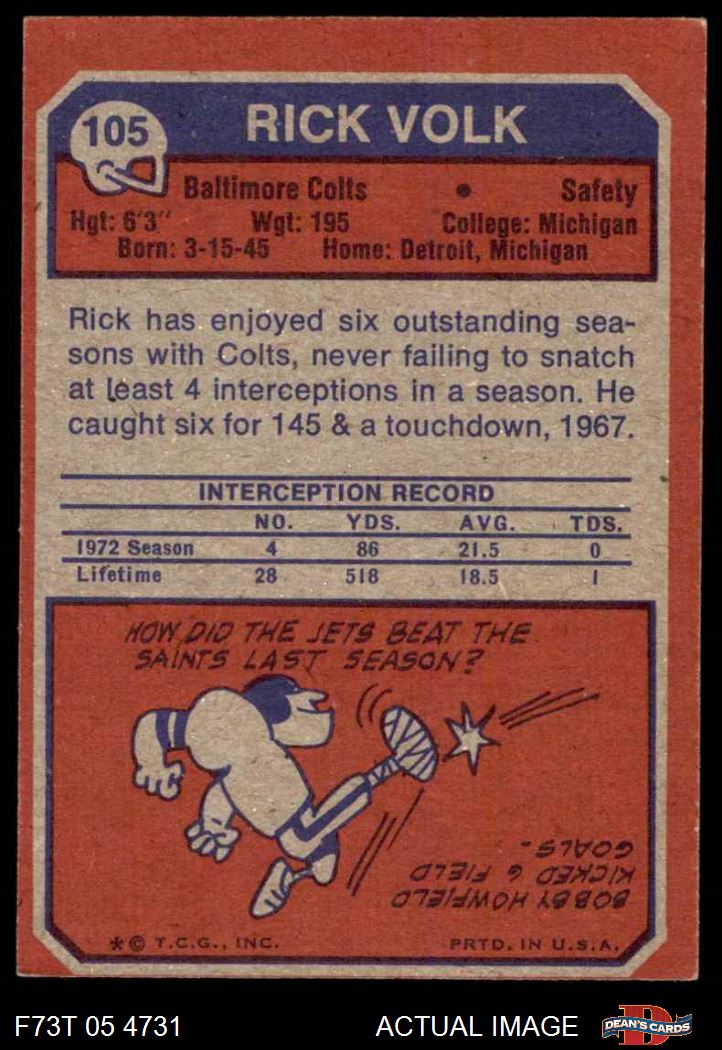 105
RICK VOLK
Baltimore Colts • Safety
Hgt: 6'3" Wgt: 195 College: Michigan
Born: 3-15-45 Home: Detroit, Michigan
Rick has enjoyed six outstanding sea-
sons with Colts, never failing to snatch
at least 4 interceptions in a season. He
caught six for 145 & a touchdown, 1967.
INTERCEPTION RECORD
NO. YDS. AVG. TDS.
1972 Season 4 86 21.5 0
Lifetime 28 518 18.5 1
HOW DID THE JETS BEAT THE
SAINTS LAST SEASON?
BOBBY HOWFIELD
KICKED 6 FIELD
GOALS.
*© T.C.G., INC. PRTD. IN U.S.A.
F73T 05 4731 ACTUAL IMAGE
D
DEAN'S CARDS